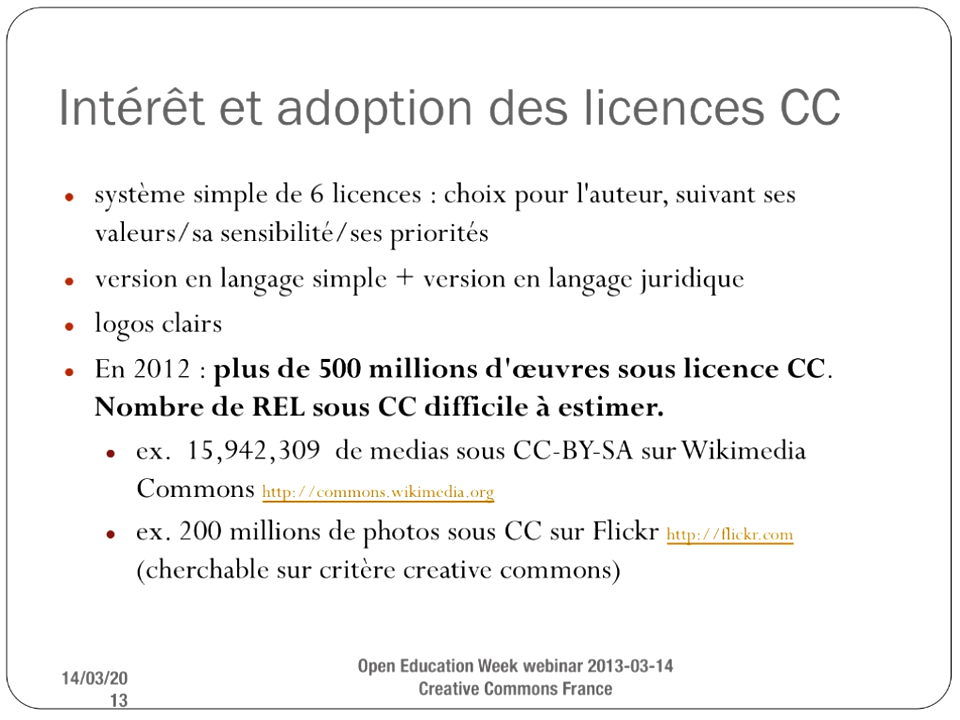 Intérêt et adoption des licences CC
système simple de 6 licences : choix pour l'auteur, suivant ses
valeurs/sa sensibilité/ses priorités
version en langage simple + version en langage juridique
logos clairs
En 2012 : plus de 500 millions d'œuvres sous licence CC.
Nombre de REL sous CC difficile à estimer.
ex. 15,942,309 de medias sous CC-BY-SA sur Wikimedia
Commons http://commons.wikimedia.org
ex. 200 millions de photos sous CC sur Flickr http://flickr.com
(cherchable sur critère creative commons)
14/03/20
13
Open Education Week webinar 2013-03-14
Creative Commons France